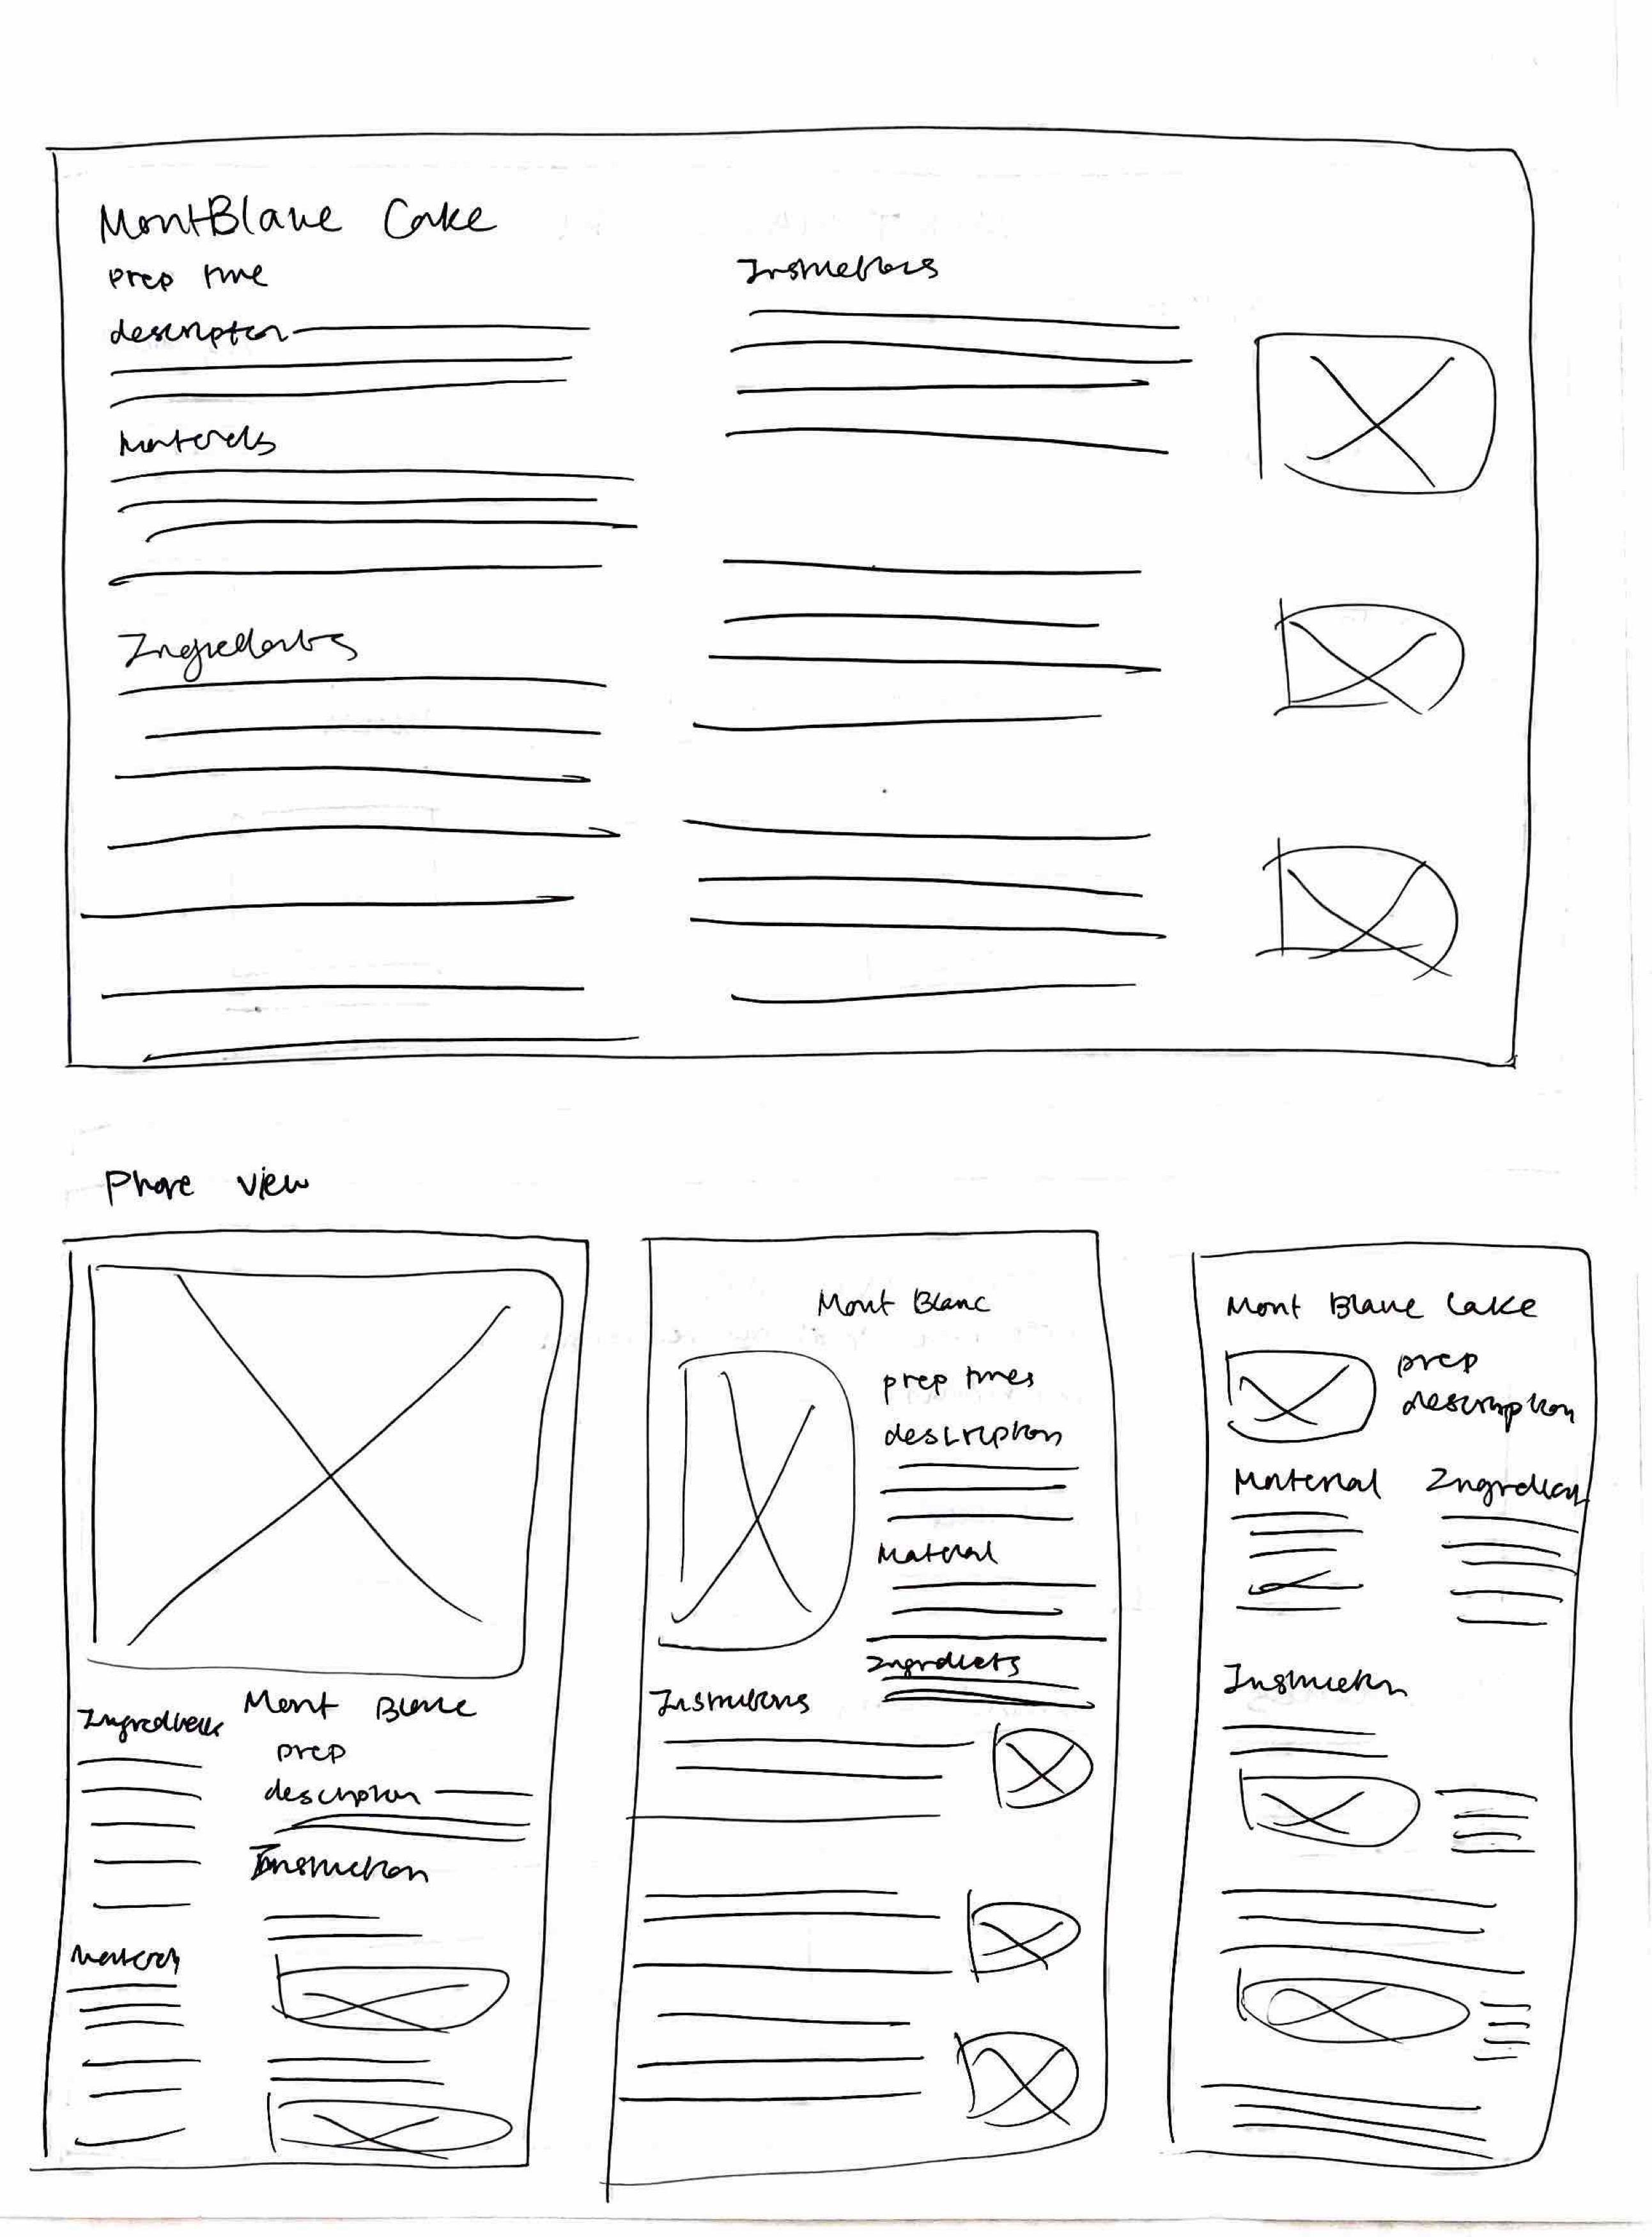 MontBlanc Cake
prep time
description
Materials
Ingredients
Instructions
Phone view
Ingredients
Materials
Mont Blanc
prep
description
Instruction
Mont Blanc
prep times
description
Material
Ingredients
Instructions
Mont Blanc Cake
prep
description
Material Ingredient
Instruction